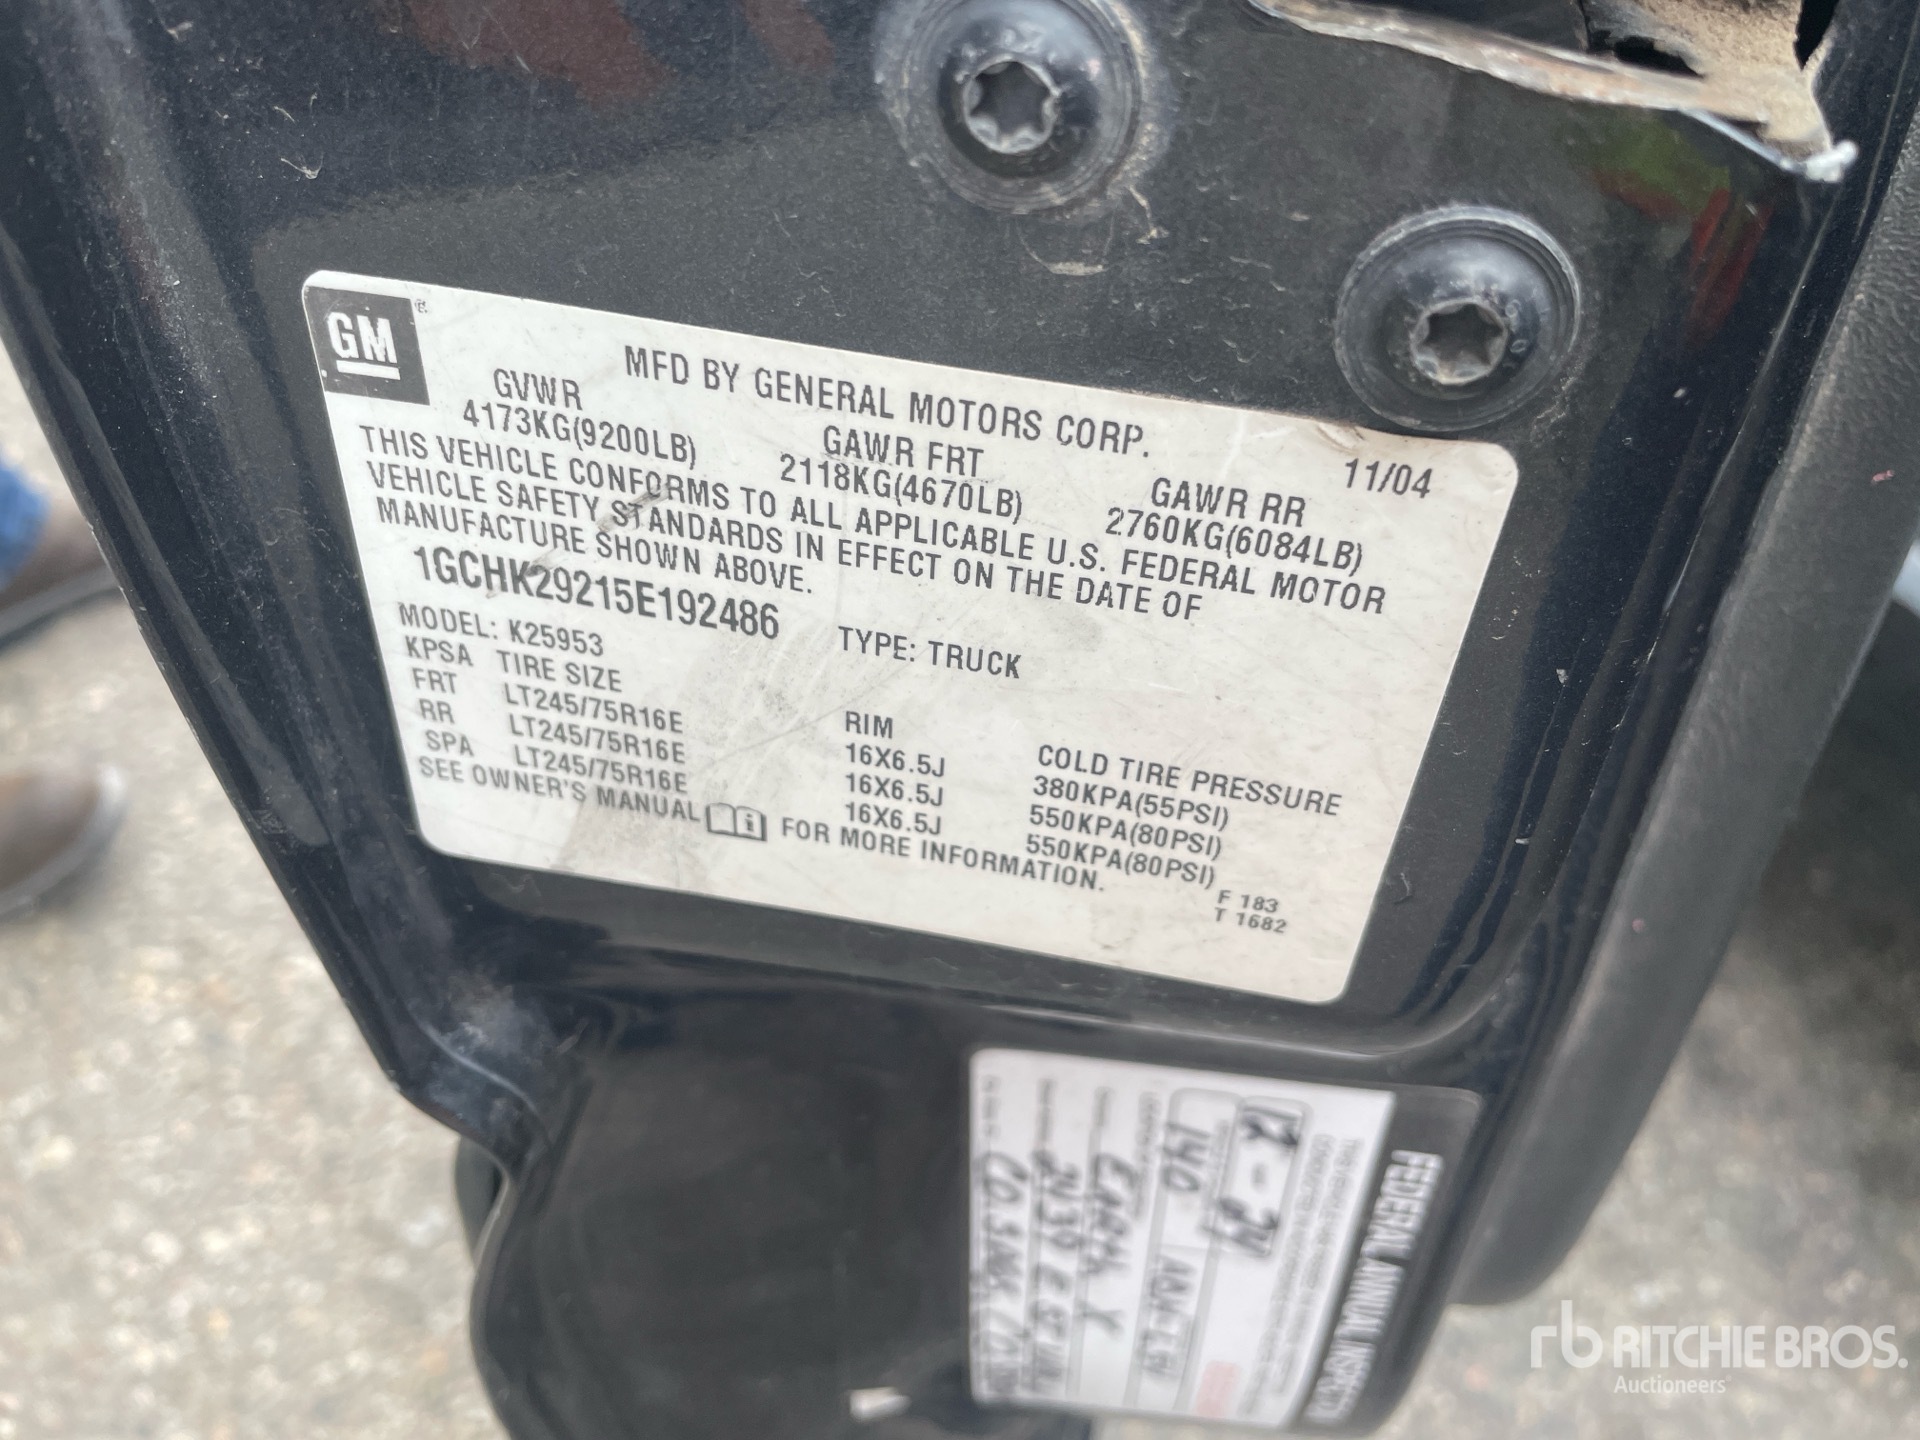 GM®
MFD BY GENERAL MOTORS CORP.
11/04
GVWR
GAWR FRT
GAWR RR
4173KG(9200LB)
2118KG(4670LB)
2760KG(6084LB)
THIS VEHICLE CONFORMS TO ALL APPLICABLE U.S. FEDERAL MOTOR
VEHICLE SAFETY STANDARDS IN EFFECT ON THE DATE OF
MANUFACTURE SHOWN ABOVE.
1GCHK29215E192486
TYPE: TRUCK
MODEL: K25953
KPSA TIRE SIZE RIM COLD TIRE PRESSURE
FRT LT245/75R16E 16X6.5J 380KPA(55PSI)
RR LT245/75R16E 16X6.5J 550KPA(80PSI)
SPA LT245/75R16E 16X6.5J 550KPA(80PSI)
SEE OWNER'S MANUAL FOR MORE INFORMATION.
F 183
T 1682
FEDERAL ANNUAL INSPECTION
12-24
140
rb RITCHIE BROS.
Auctioneers